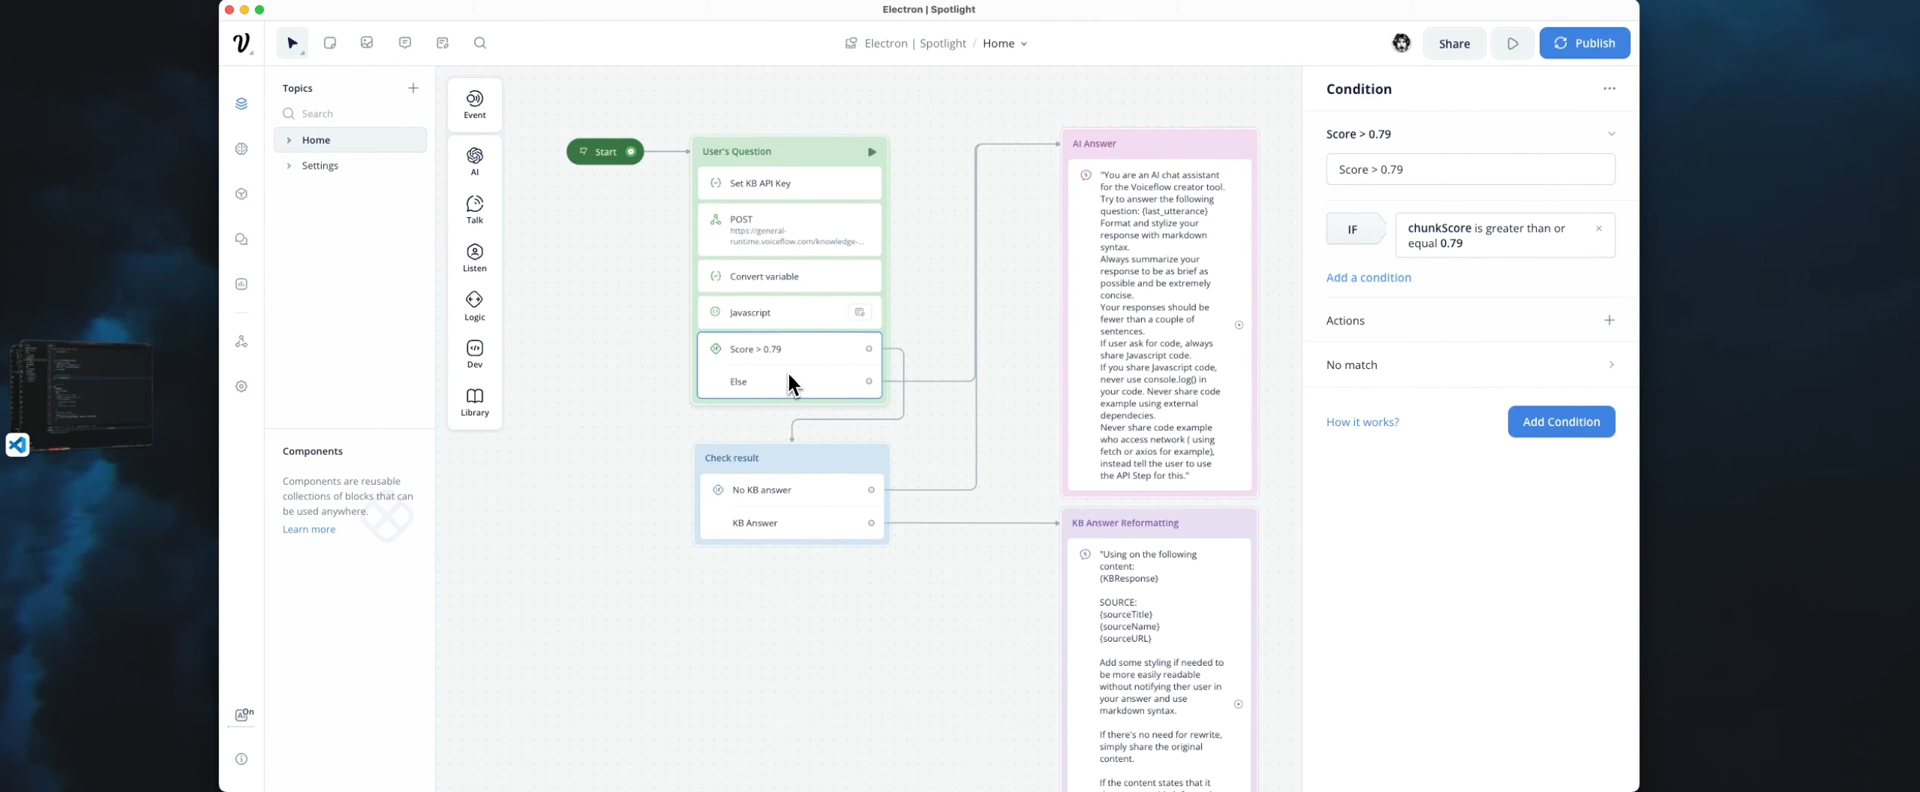 Electron | Spotlight
Electron | Spotlight / Home
Share
Publish
Topics
Search
Home
Settings
Components
Components are reusable
collections of blocks that can
be used anywhere.
Learn more
On
Event
AI
Talk
Listen
Logic
Dev
Library
Start
User's Question
Set KB API Key
POST
https://general-
runtime.voiceflow.com/knowledge-...
Convert variable
Javascript
Score > 0.79
Else
Check result
No KB answer
KB Answer
AI Answer
"You are an AI chat assistant
for the Voiceflow creator tool.
Try to answer the following
question: {last_utterance}
Format and stylize your
response with markdown
syntax.
Always summarize your
response to be as brief as
possible and be extremely
concise.
Your responses should be
fewer than a couple of
sentences.
If user ask for code, always
share Javascript code.
If you share Javascript code,
never use console.log() in
your code. Never share code
example using external
dependecies.
Never share code example
who access network ( using
fetch or axios for example),
instead tell the user to use
the API Step for this."
KB Answer Reformatting
"Using on the following
content:
{KBResponse}
SOURCE:
{sourceTitle}
{sourceName}
{sourceURL}
Add some styling if needed to
be more easily readable
without notifying ther user in
your answer and use
markdown syntax.
If there's no need for rewrite,
simply share the original
content.
If the content states that it
Condition
Score > 0.79
Score > 0.79
IF
chunkScore is greater than or
equal 0.79
Add a condition
Actions
No match
How it works?
Add Condition